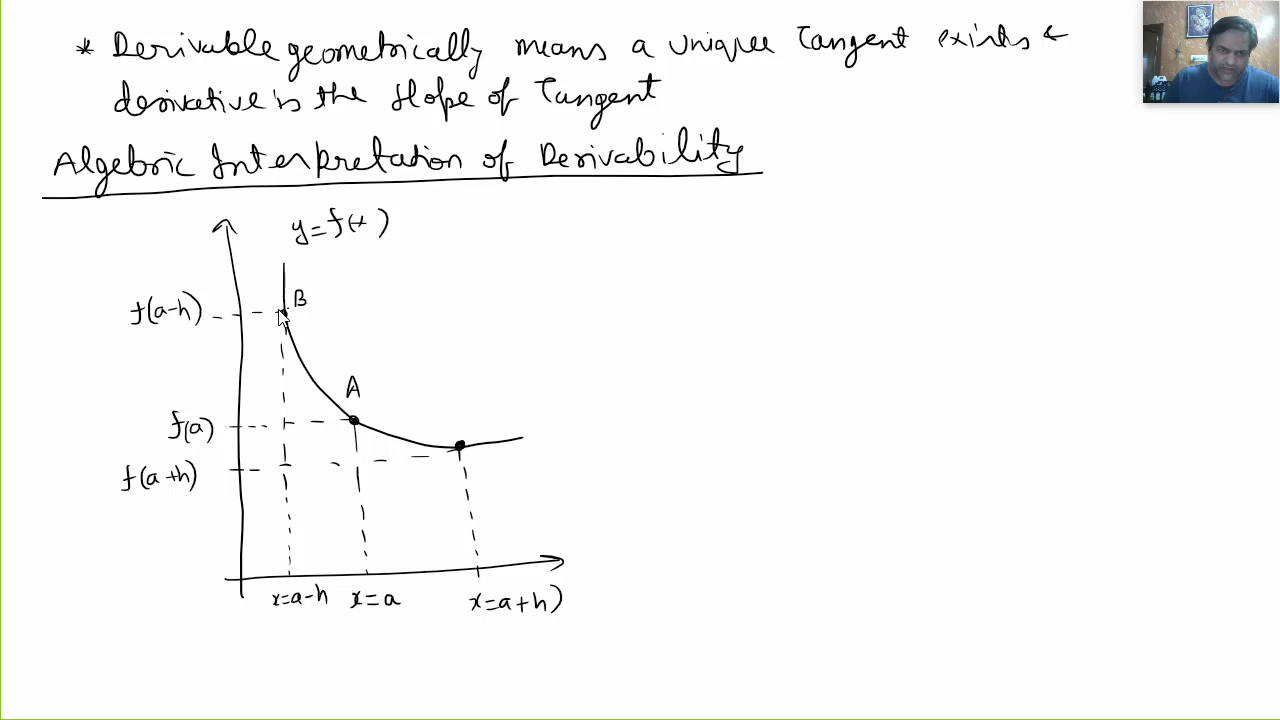 * Derivable geometrically means a unique Tangent exists &
derivative is the slope of Tangent
Algebric Interpretation of Derivability
y=f(x)
f(a-h)
B
A
f(a)
f(a+h)
x=a-h x=a x=a+h)